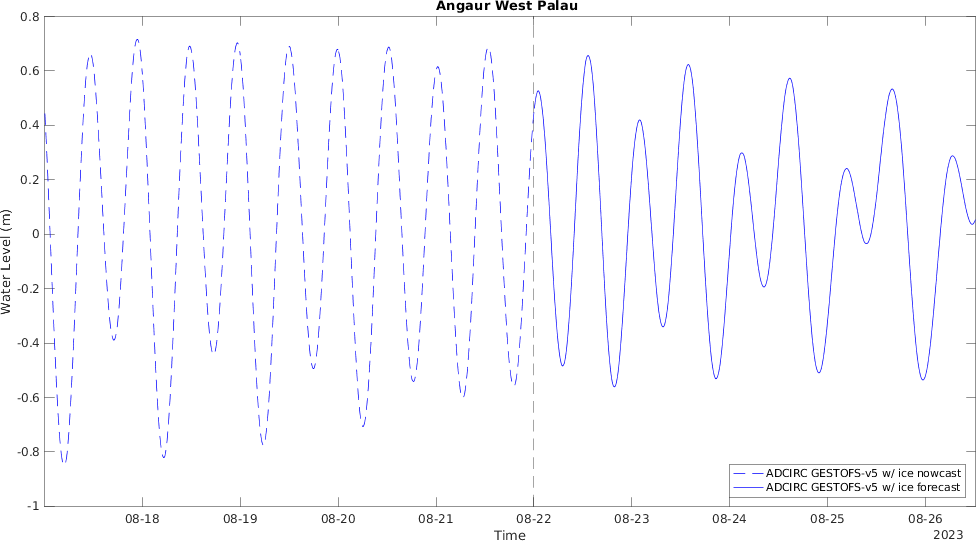 Angaur West Palau
0.8
0.6
0.4
0.2
0
-0.2
-0.4
-0.6
-0.8
-1
Water Level (m)
08-18 08-19 08-20 08-21 08-22 08-23 08-24 08-25 08-26
Time
2023
ADCIRC GESTOFS-v5 w/ ice nowcast
ADCIRC GESTOFS-v5 w/ ice forecast